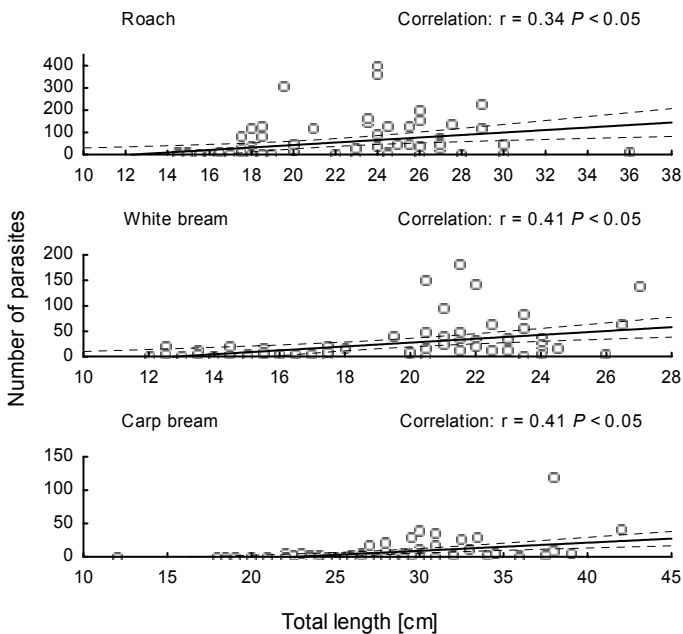 Roach Correlation: r = 0.34 P < 0.05
400
300
200
100
0
10 12 14 16 18 20 22 24 26 28 30 32 34 36 38
White bream Correlation: r = 0.41 P < 0.05
200
150
100
50
0
10 12 14 16 18 20 22 24 26 28
Carp bream Correlation: r = 0.41 P < 0.05
150
100
50
0
10 15 20 25 30 35 40 45
Number of parasites
Total length [cm]